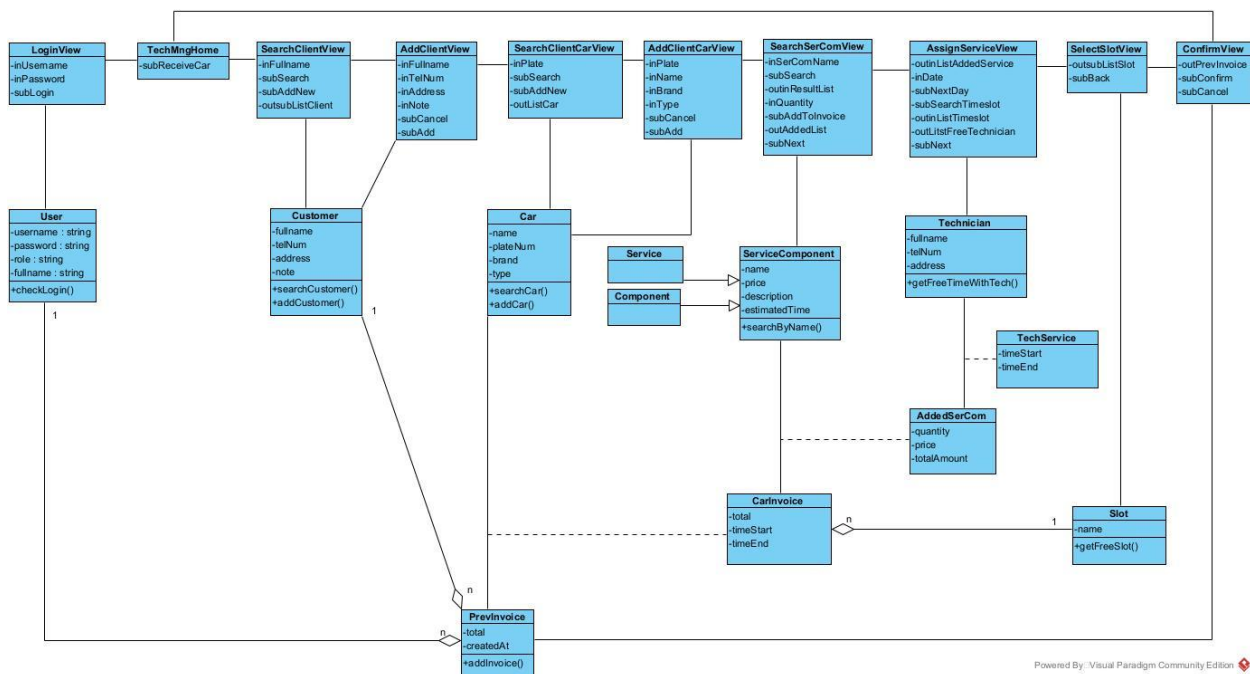 LoginView
-inUsername
-inPassword
-subLogin
TechMngHome
-subReceiveCar
SearchClientView
-inFullname
-subSearch
-subAddNew
-outsubListClient
AddClientView
-inFullname
-inTelNum
-inAddress
-inNote
-subCancel
-subAdd
SearchClientCarView
-inPlate
-subSearch
-subAddNew
-outListCar
AddClientCarView
-inPlate
-inName
-inBrand
-inType
-subCancel
-subAdd
SearchSerComView
-inSerComName
-subSearch
-outinResultList
-inQuantity
-subAddToInvoice
-outAddedList
-subNext
AssignServiceView
-outinListAddedService
-inDate
-subNextDay
-subSearchTimeslot
-outinListTimeslot
-outLitstFreeTechnician
-subNext
SelectSlotView
-outsubListSlot
-subBack
ConfirmView
-outPrevInvoice
-subConfirm
-subCancel
User
-username : string
-password : string
-role : string
-fullname : string
+checkLogin()
1
Customer
-fullname
-telNum
-address
-note
+searchCustomer()
+addCustomer()
1
Car
-name
-plateNum
-brand
-type
+searchCar()
+addCar()
Service
Component
ServiceComponent
-name
-price
-description
-estimatedTime
+searchByName()
Technician
-fullname
-telNum
-address
+getFreeTimeWithTech()
TechService
-timeStart
-timeEnd
AddedSerCom
-quantity
-price
-totalAmount
CarInvoice
-total
-timeStart
-timeEnd
n
1
Slot
-name
+getFreeSlot()
n
n
PrevInvoice
-total
-createdAt
+addInvoice()
Powered By Visual Paradigm Community Edition